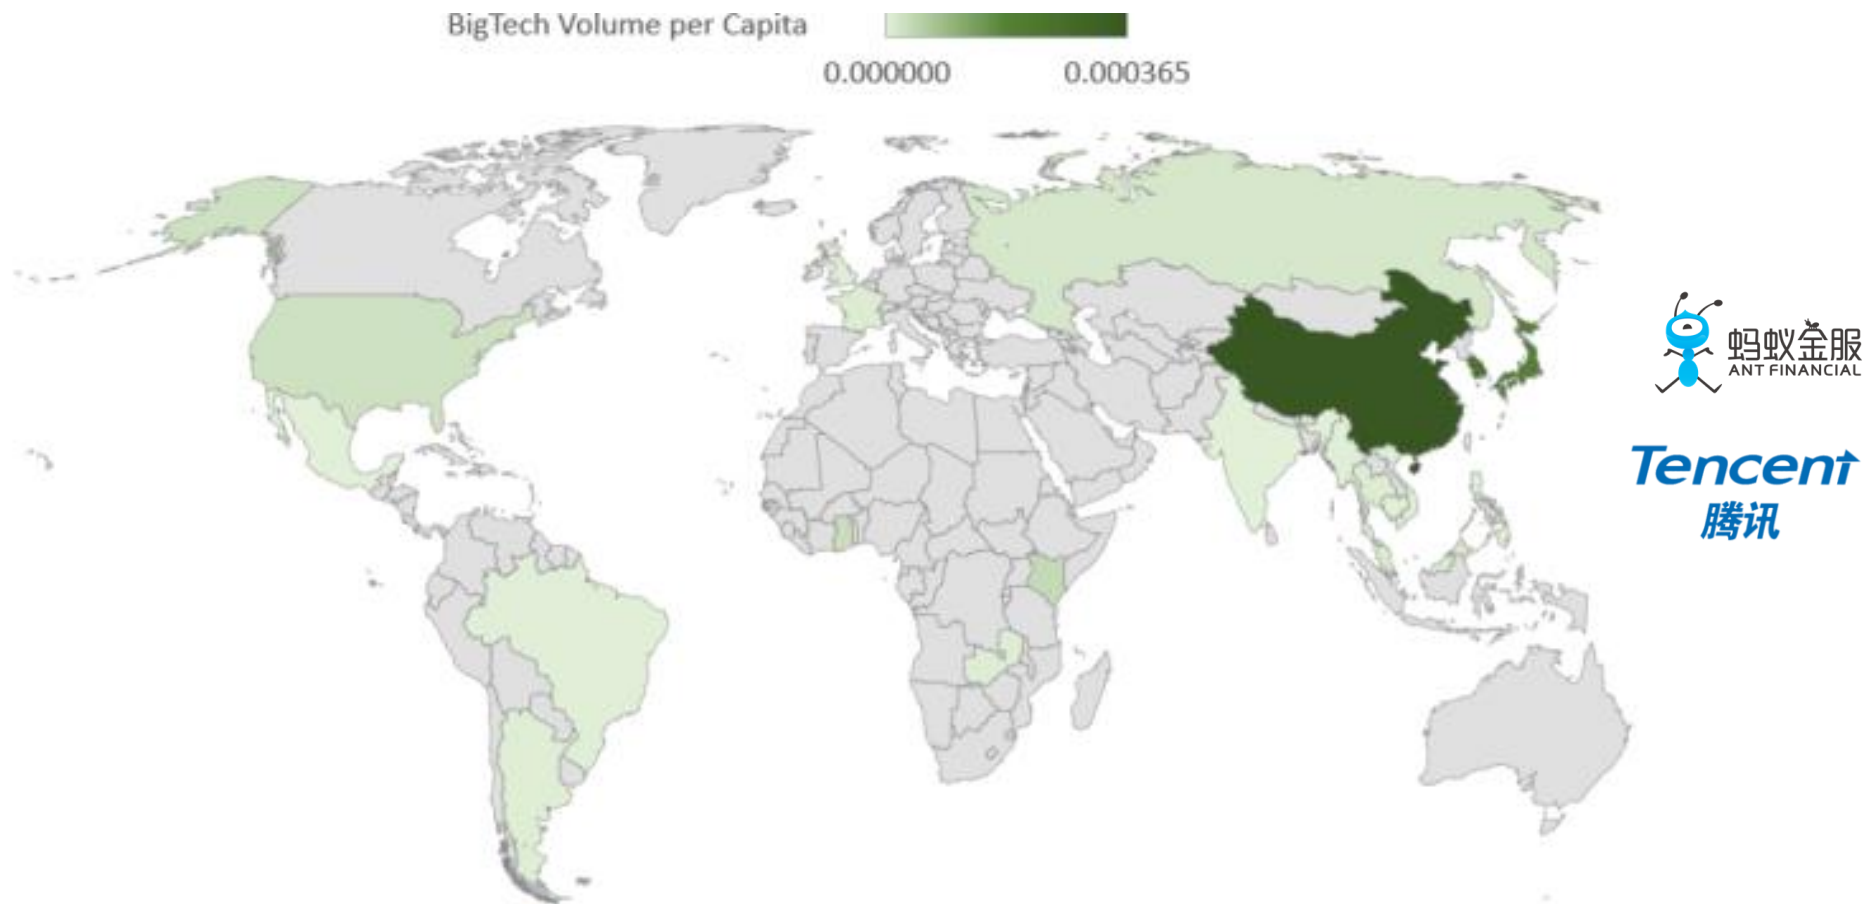 BigTech Volume per Capita
0.000000 0.000365
蚂蚁金服
ANT FINANCIAL
Tencent
腾讯